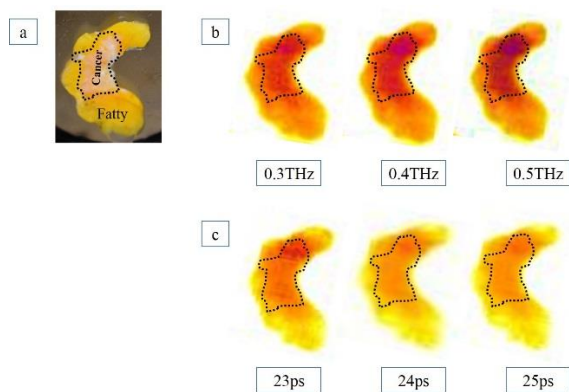 a
Cancer
Fatty
b
0.3THz
0.4THz
0.5THz
c
23ps
24ps
25ps